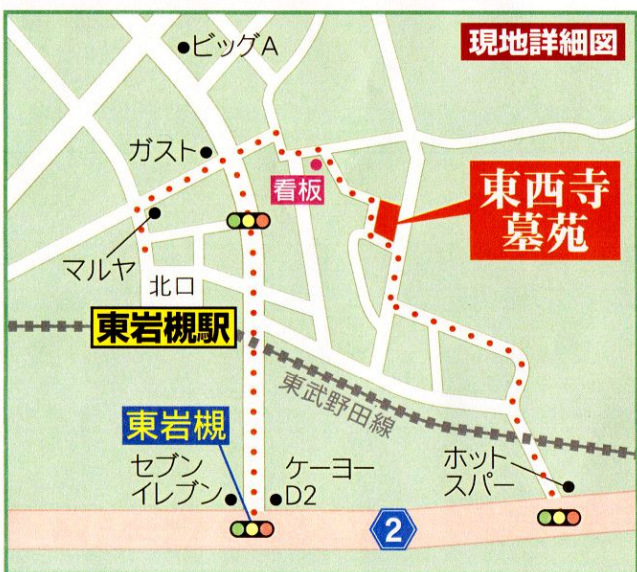 現地詳細図
ビッグA
ガスト
看板
東西寺
墓苑
マルヤ
北口
東岩槻駅
東武野田線
東岩槻
セブン
イレブン
ケーヨー
D2
ホット
スパー
2